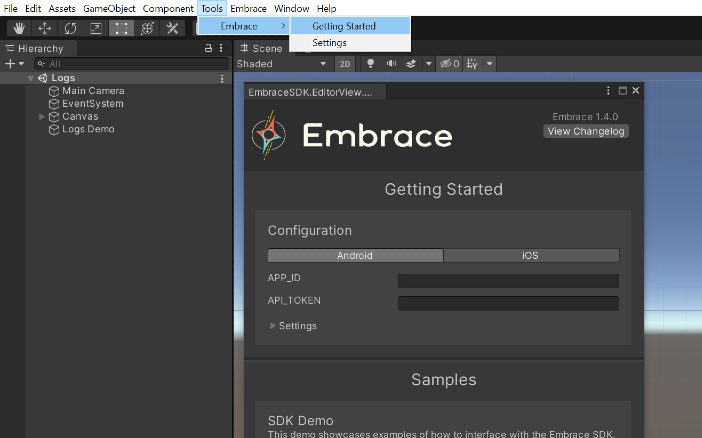 File Edit Assets GameObject Component Tools Embrace Window Help
Embrace Getting Started
Settings
Hierarchy
Scene
All
Shaded 2D 0
Logs
Main Camera
EventSystem
Canvas
Logs Demo
EmbraceSDK.EditorView....
Embrace
Embrace 1.4.0
View Changelog
Getting Started
Configuration
Android iOS
APP_ID
API_TOKEN
Settings
Samples
SDK Demo
This demo showcases examples of how to interface with the Embrace SDK.